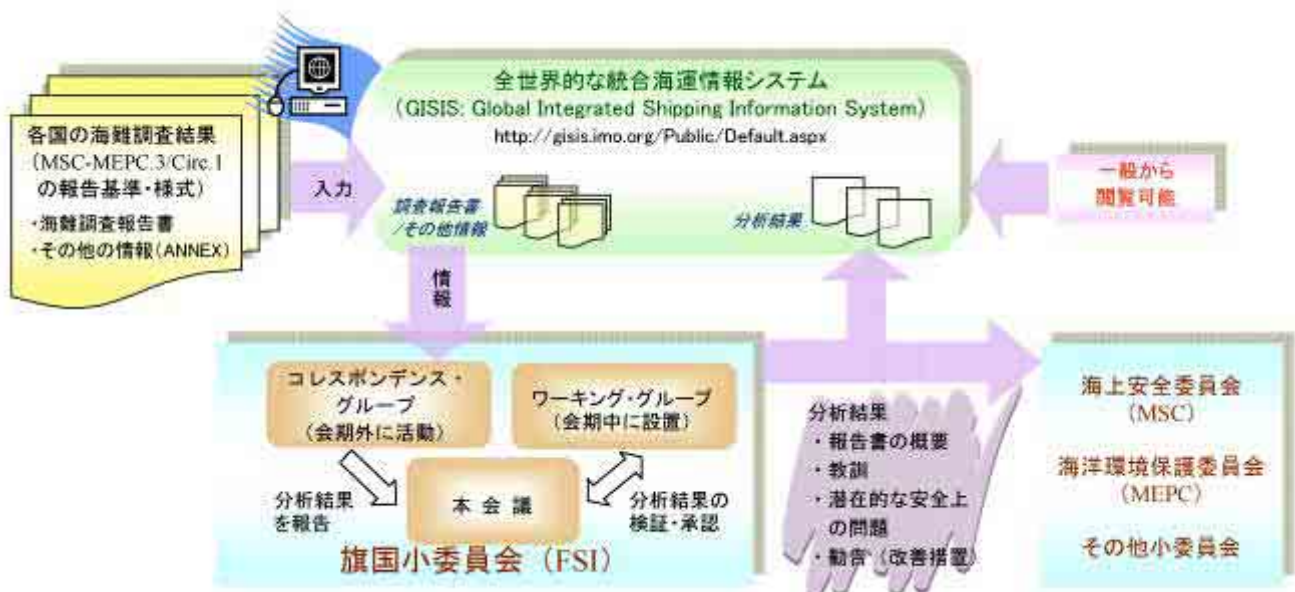 全世界的な統合海運情報システム
(GISIS: Global Integrated Shipping Information System)
http://gisis.imo.org/Public/Default.aspx
各国の海難調査結果
(MSC-MEPC.3/Circ.1
の報告基準・様式)
・海難調査報告書
・その他の情報(ANNEX)
入力
調査報告書
/その他情報
分析結果
一般から
閲覧可能
情
報
コレスポンデンス・
グループ
(会期外に活動)
ワーキング・グループ
(会期中に設置)
分析結果
を報告
本 会 議
分析結果の
検証・承認
旗国小委員会 (FSI)
分析結果
・報告書の概要
・教訓
・潜在的な安全上
の問題
・勧告 (改善措置)
海上安全委員会
(MSC)
海洋環境保護委員会
(MEPC)
その他小委員会